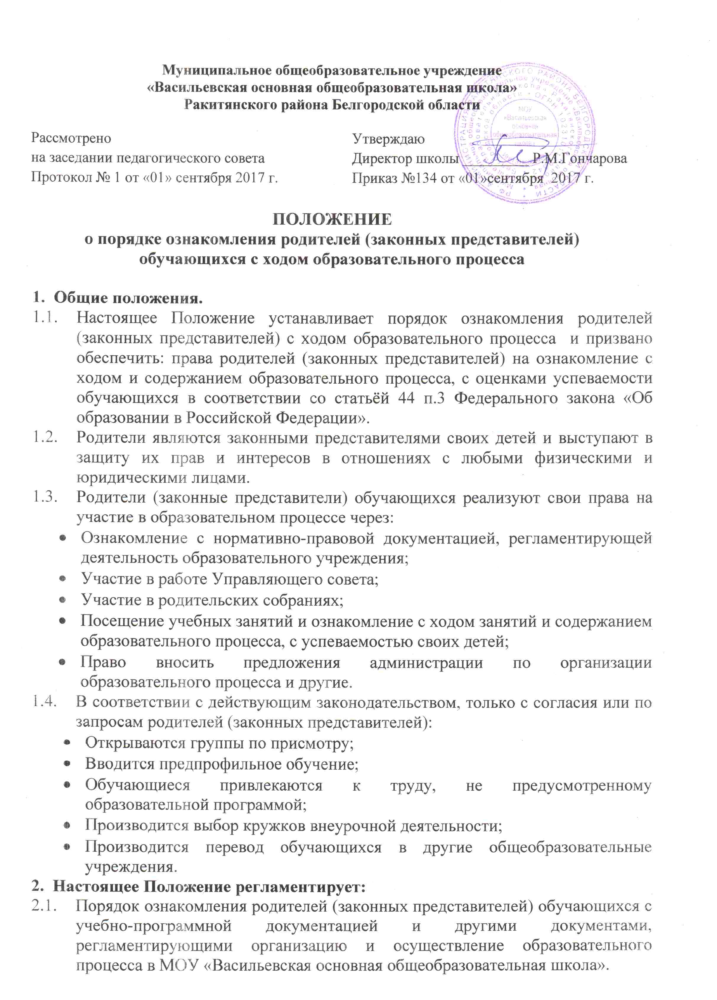 Муниципальное общеобразовательное учреждение
«Васильевская основная общеобразовательная школа»
Ракитянского района Белгородской области
Рассмотрено
на заседании педагогического совета
Протокол № 1 от «01» сентября 2017 г.
Утверждаю
Директор школы Р.М.Гончарова
Приказ №134 от «01»сентября 2017 г.
МОУ
«Васильевская
основная
общеобразовательная
школа»
ПОЛОЖЕНИЕ
о порядке ознакомления родителей (законных представителей)
обучающихся с ходом образовательного процесса
1. Общие положения.
1.1. Настоящее Положение устанавливает порядок ознакомления родителей
(законных представителей) с ходом образовательного процесса и призвано
обеспечить: права родителей (законных представителей) на ознакомление с
ходом и содержанием образовательного процесса, с оценками успеваемости
обучающихся в соответствии со статьёй 44 п.3 Федерального закона «Об
образовании в Российской Федерации».
1.2. Родители являются законными представителями своих детей и выступают в
защиту их прав и интересов в отношениях с любыми физическими и
юридическими лицами.
1.3. Родители (законные представители) обучающихся реализуют свои права на
участие в образовательном процессе через:
• Ознакомление с нормативно-правовой документацией, регламентирующей
деятельность образовательного учреждения;
• Участие в работе Управляющего совета;
• Участие в родительских собраниях;
• Посещение учебных занятий и ознакомление с ходом занятий и содержанием
образовательного процесса, с успеваемостью своих детей;
• Право вносить предложения администрации по организации
образовательного процесса и другие.
1.4. В соответствии с действующим законодательством, только с согласия или по
запросам родителей (законных представителей):
• Открываются группы по присмотру;
• Вводится предпрофильное обучение;
• Обучающиеся привлекаются к труду, не предусмотренному
образовательной программой;
• Производится выбор кружков внеурочной деятельности;
• Производится перевод обучающихся в другие общеобразовательные
учреждения.
2. Настоящее Положение регламентирует:
2.1. Порядок ознакомления родителей (законных представителей) обучающихся с
учебно-программной документацией и другими документами,
регламентирующими организацию и осуществление образовательного
процесса в МОУ «Васильевская основная общеобразовательная школа».